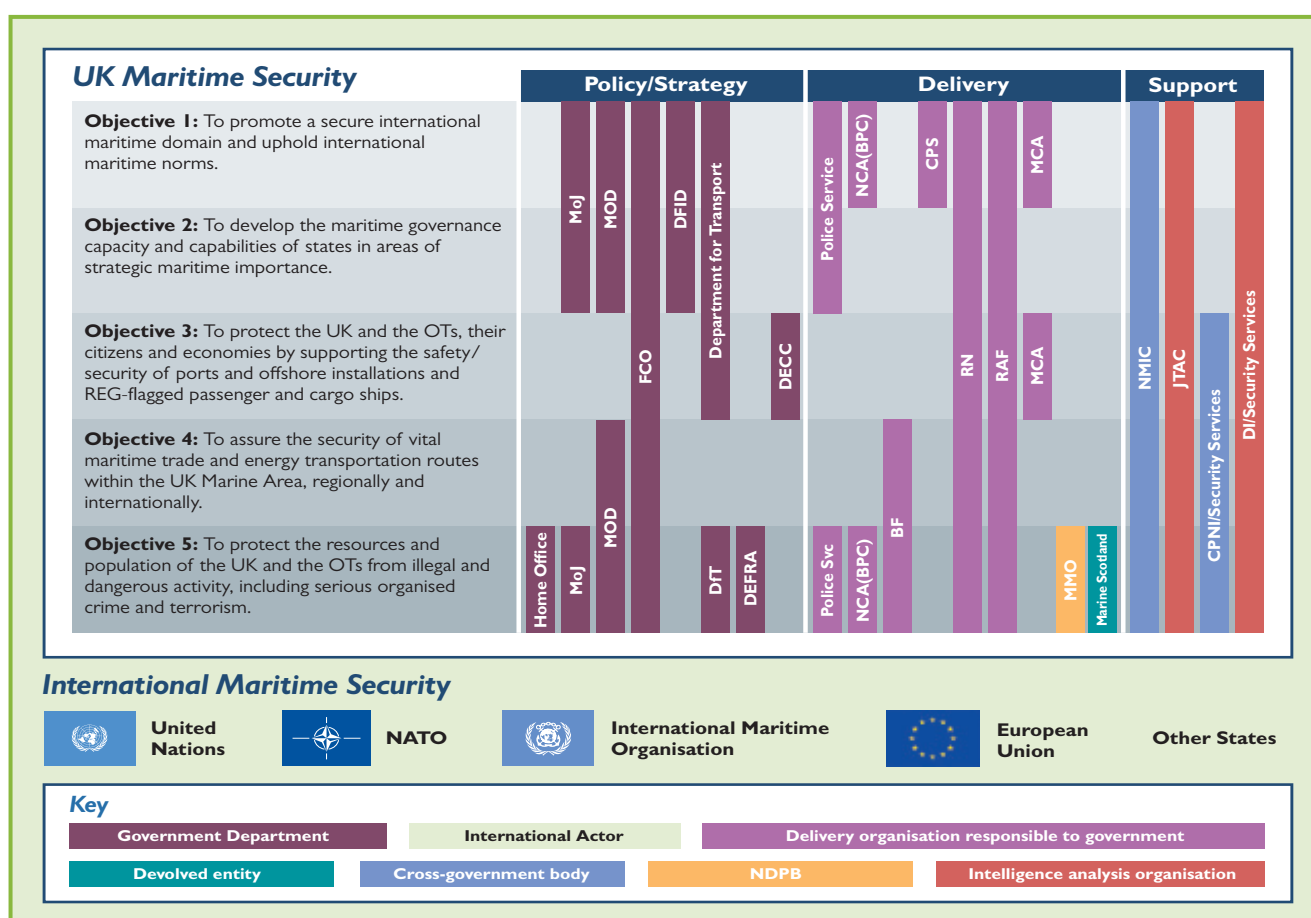 UK Maritime Security
Policy/Strategy
Delivery
Support
Objective 1: To promote a secure international
maritime domain and uphold international
maritime norms.
Objective 2: To develop the maritime governance
capacity and capabilities of states in areas of
strategic maritime importance.
Objective 3: To protect the UK and the OTs, their
citizens and economies by supporting the safety/
security of ports and offshore installations and
REG-flagged passenger and cargo ships.
Objective 4: To assure the security of vital
maritime trade and energy transportation routes
within the UK Marine Area, regionally and
internationally.
Objective 5: To protect the resources and
population of the UK and the OTs from illegal and
dangerous activity, including serious organised
crime and terrorism.
Home Office
MoJ
MoJ
MOD
MOD
FCO
DFID
Department for Transport
DfT
DEFRA
DECC
Police Service
Police Svc
NCA(BPC)
NCA(BPC)
BF
CPS
RN
RAF
MCA
MCA
MMO
Marine Scotland
NMIC
JTAC
CPNI/Security Services
DI/Security Services
International Maritime Security
United
Nations
NATO
International Maritime
Organisation
European
Union
Other States
Key
Government Department
International Actor
Delivery organisation responsible to government
Devolved entity
Cross-government body
NDPB
Intelligence analysis organisation